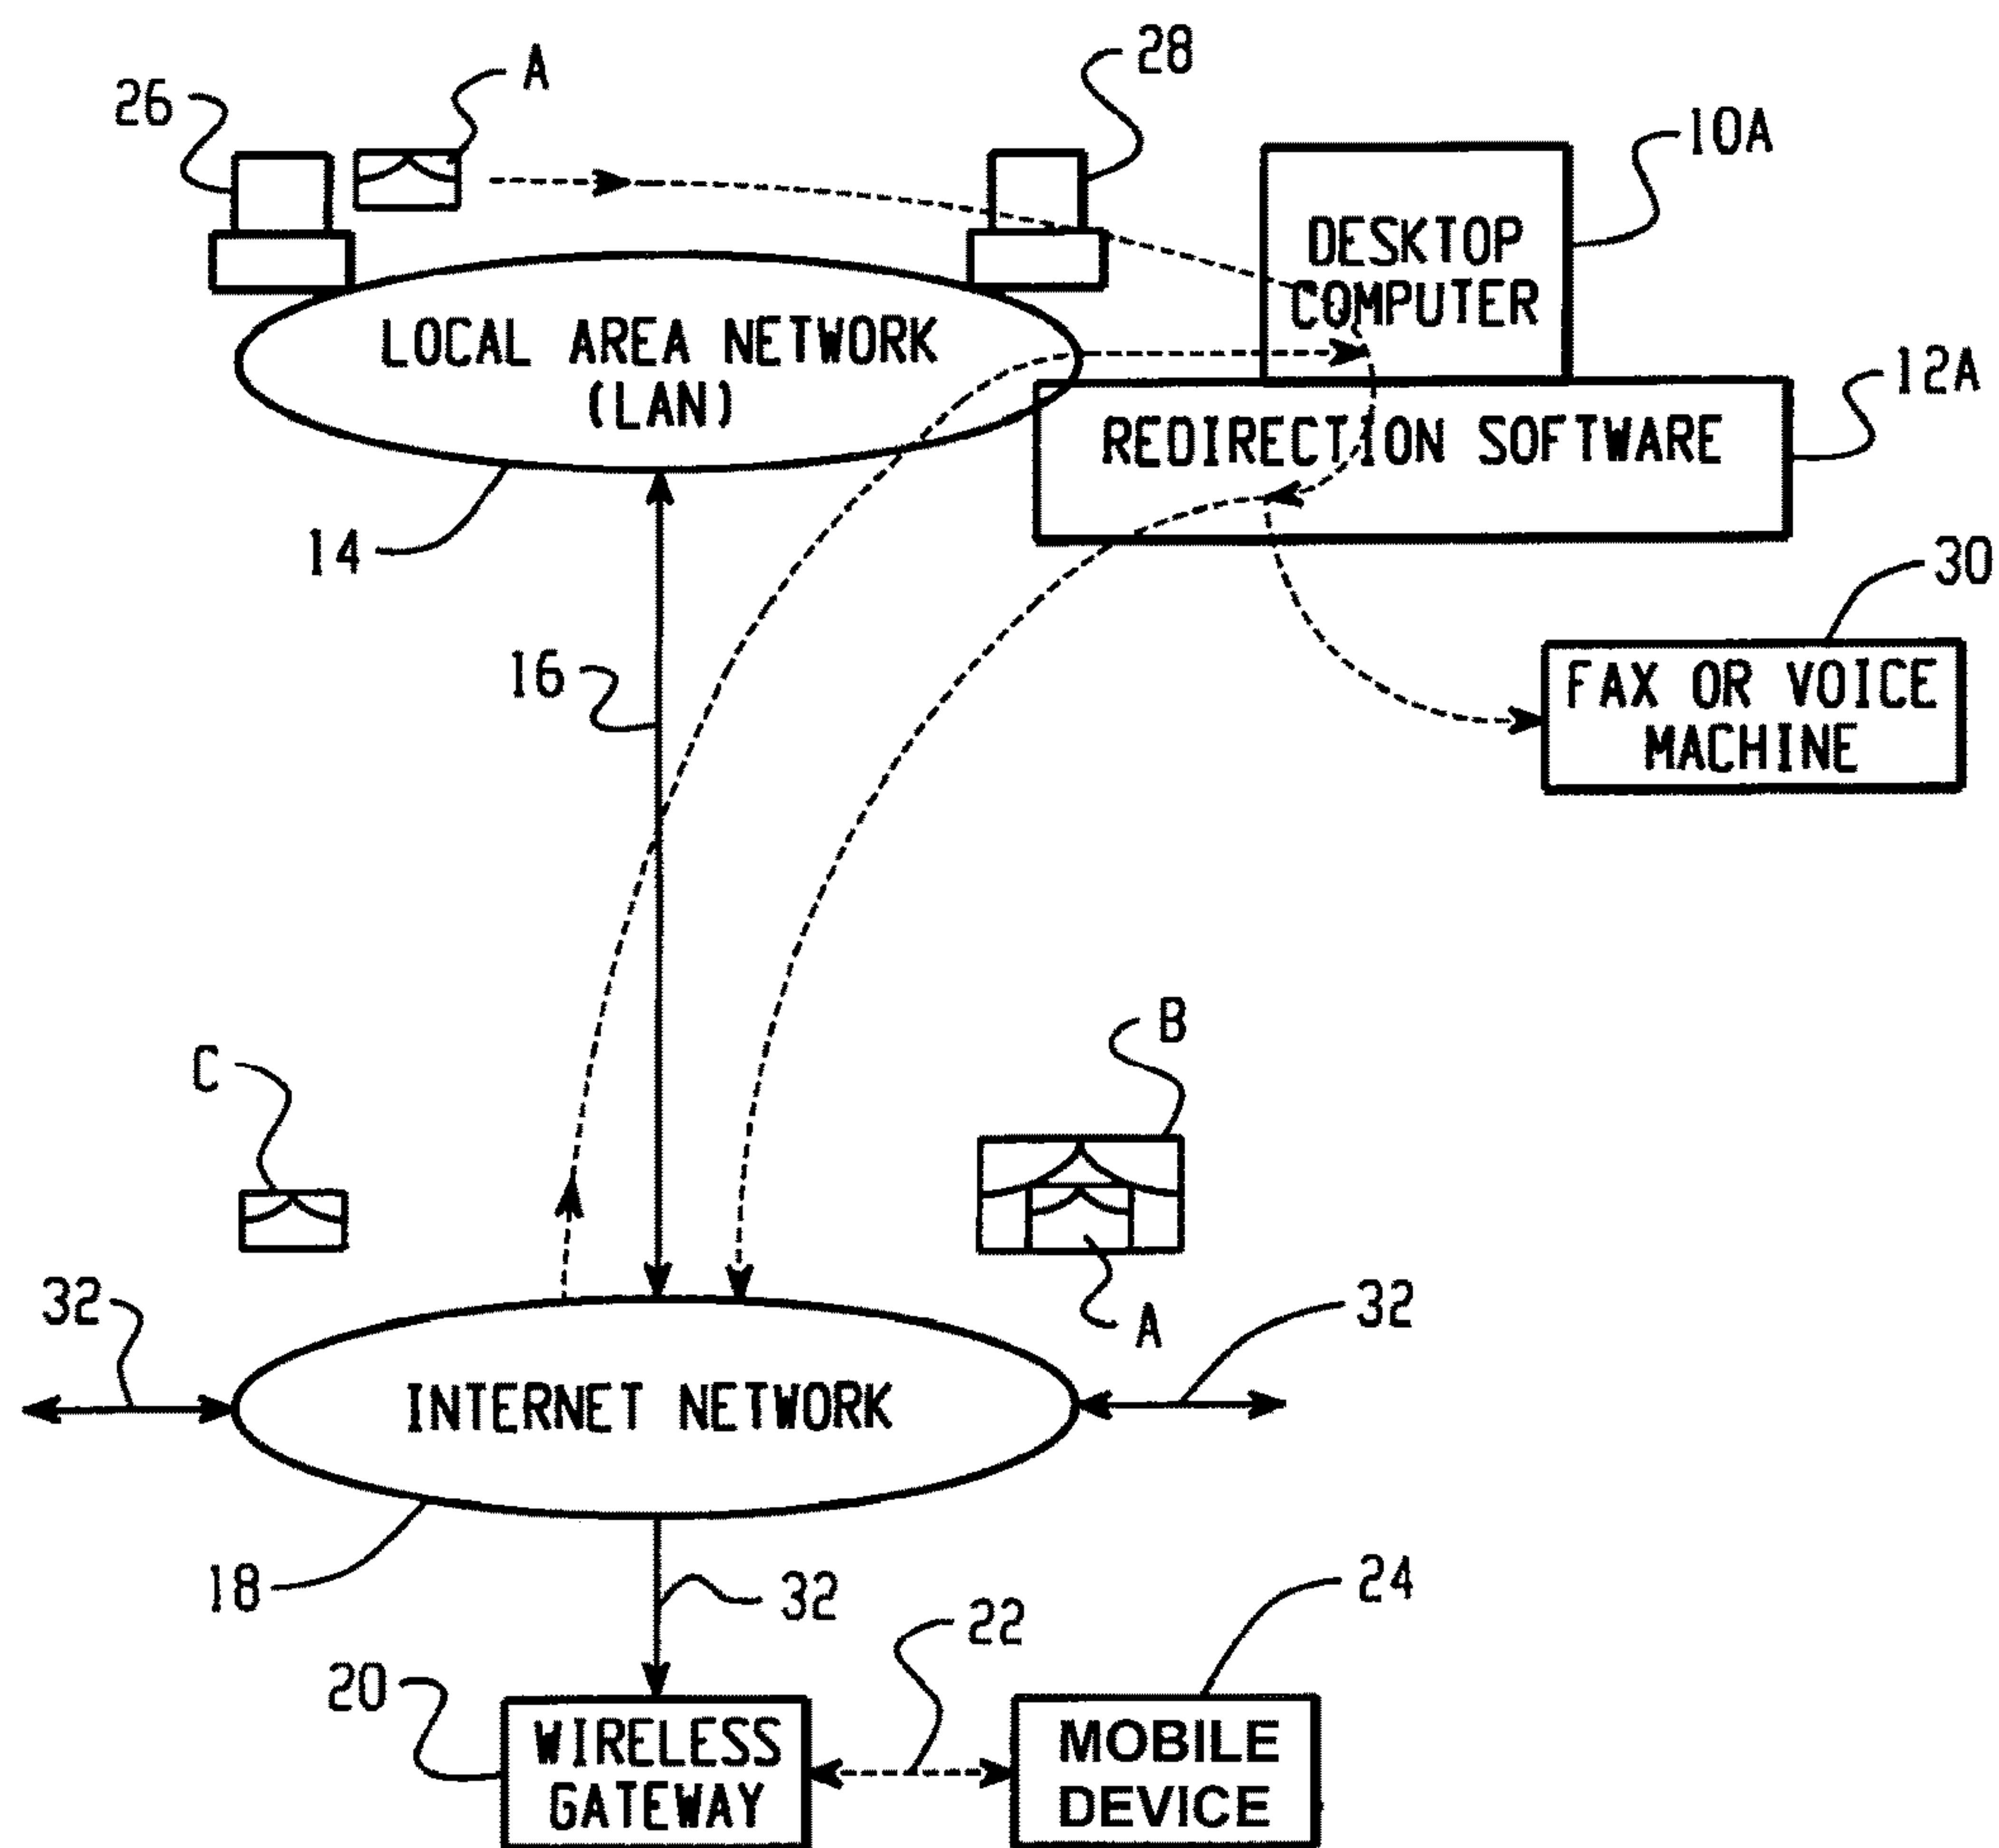 28
A
26
10A
DESKTOP
COMPUTER
LOCAL AREA NETWORK
(LAN)
12A
REDIRECTION SOFTWARE
14
30
16
FAX OR VOICE
MACHINE
B
C
32
A
32
INTERNET NETWORK
18
32
24
22
20
WIRELESS
GATEWAY
MOBILE
DEVICE